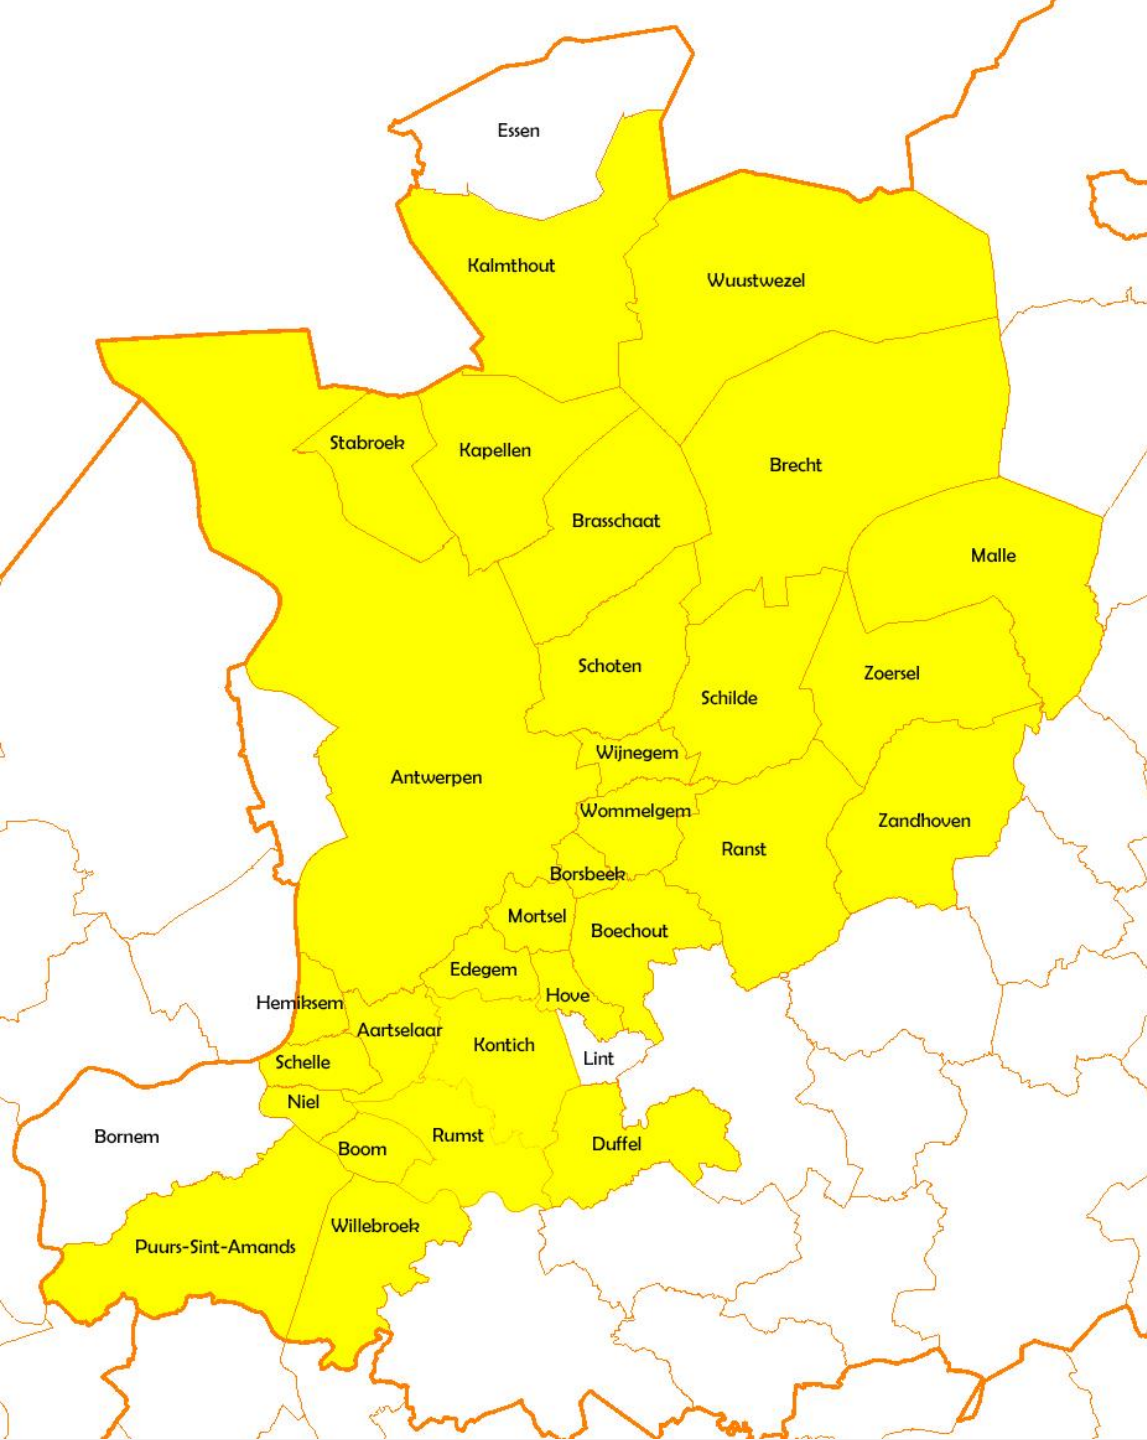 Essen
Kalmthout
Wuustwezel
Stabroek
Kapellen
Brecht
Brasschaat
Malle
Schoten
Zoersel
Schilde
Wijnegem
Antwerpen
Wommelgem
Zandhoven
Ranst
Borsbeek
Mortsel
Boechout
Edegem
Hove
Hemiksem
Aartselaar
Kontich
Lint
Schelle
Niel
Bornem
Rumst
Duffel
Boom
Willebroek
Puurs-Sint-Amands